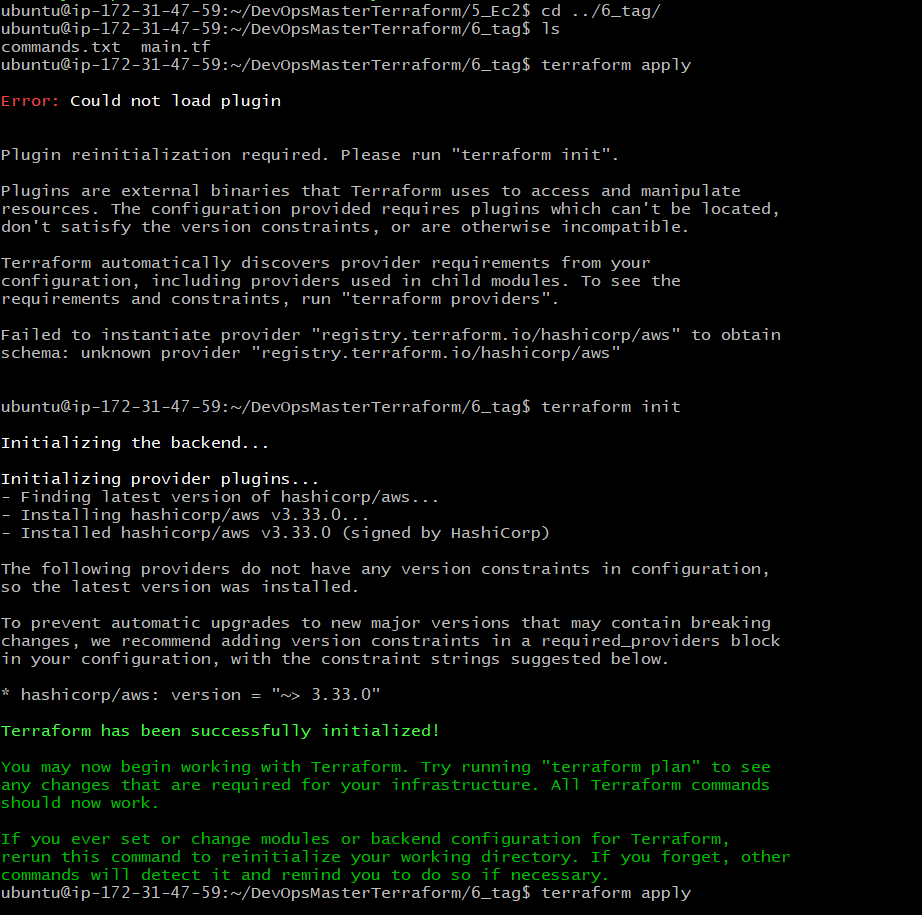 ubuntu@ip-172-31-47-59:~/DevOpsMasterTerraform/5_Ec2$ cd ../6_tag/
ubuntu@ip-172-31-47-59:~/DevOpsMasterTerraform/6_tag$ ls
commands.txt  main.tf
ubuntu@ip-172-31-47-59:~/DevOpsMasterTerraform/6_tag$ terraform apply
Error: Could not load plugin
Plugin reinitialization required. Please run "terraform init".
Plugins are external binaries that Terraform uses to access and manipulate
resources. The configuration provided requires plugins which can't be located,
don't satisfy the version constraints, or are otherwise incompatible.
Terraform automatically discovers provider requirements from your
configuration, including providers used in child modules. To see the
requirements and constraints, run "terraform providers".
Failed to instantiate provider "registry.terraform.io/hashicorp/aws" to obtain
schema: unknown provider "registry.terraform.io/hashicorp/aws"
ubuntu@ip-172-31-47-59:~/DevOpsMasterTerraform/6_tag$ terraform init
Initializing the backend...
Initializing provider plugins...
- Finding latest version of hashicorp/aws...
- Installing hashicorp/aws v3.33.0...
- Installed hashicorp/aws v3.33.0 (signed by HashiCorp)
The following providers do not have any version constraints in configuration,
so the latest version was installed.
To prevent automatic upgrades to new major versions that may contain breaking
changes, we recommend adding version constraints in a required_providers block
in your configuration, with the constraint strings suggested below.
* hashicorp/aws: version = "~> 3.33.0"
Terraform has been successfully initialized!
You may now begin working with Terraform. Try running "terraform plan" to see
any changes that are required for your infrastructure. All Terraform commands
should now work.
If you ever set or change modules or backend configuration for Terraform,
rerun this command to reinitialize your working directory. If you forget, other
commands will detect it and remind you to do so if necessary.
ubuntu@ip-172-31-47-59:~/DevOpsMasterTerraform/6_tag$ terraform apply